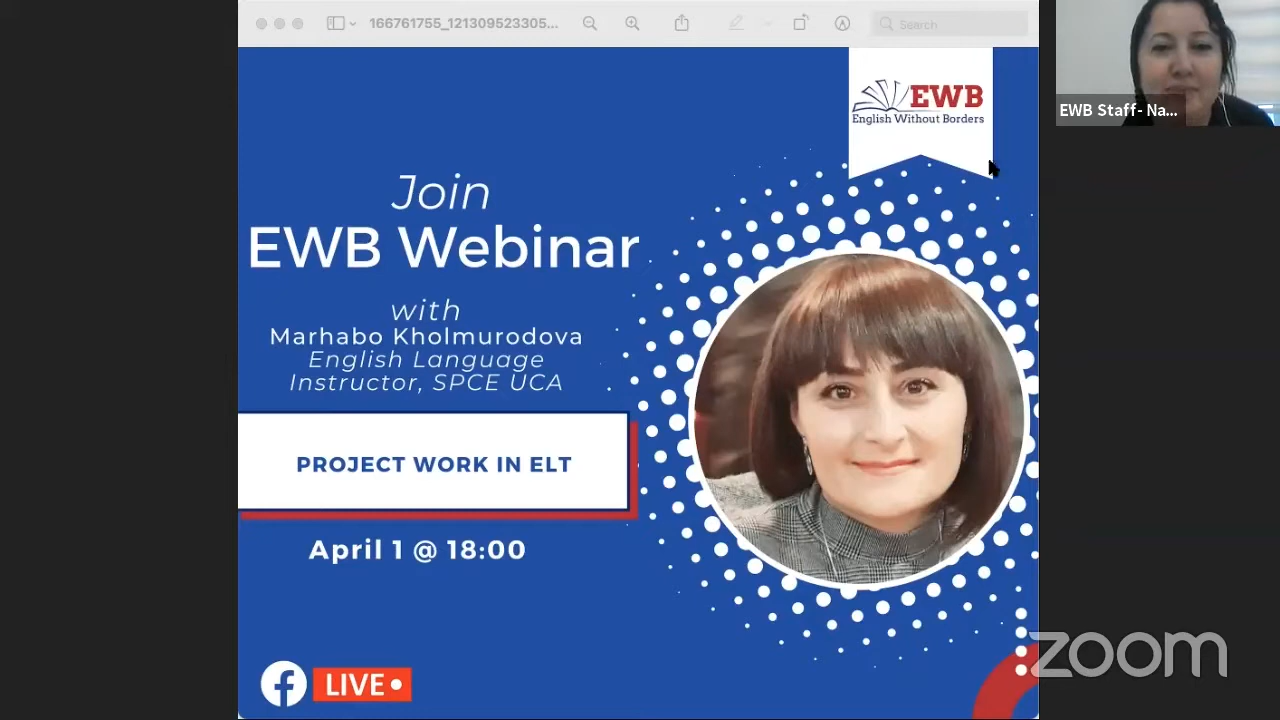 166761755_121309523305...
Search
EWB
English Without Borders
EWB Staff- Na...
Join
EWB Webinar
with
Marhabo Kholmurodova
English Language
Instructor, SPCE UCA
PROJECT WORK IN ELT
April 1 @ 18:00
LIVE
zoom